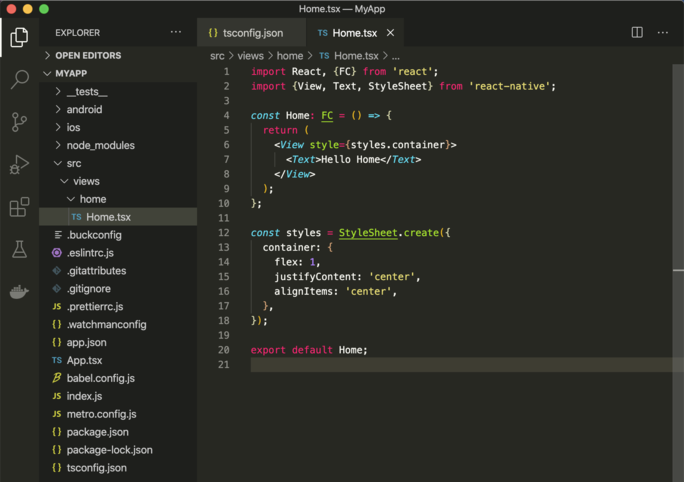 Home.tsx — MyApp
EXPLORER
OPEN EDITORS
MYAPP
__tests__
android
ios
node_modules
src
views
home
TS Home.tsx
.buckconfig
.eslintrc.js
.gitattributes
.gitignore
JS .prettierrc.js
{ } .watchmanconfig
{ } app.json
TS App.tsx
babel.config.js
JS index.js
JS metro.config.js
{ } package.json
{ } package-lock.json
{ } tsconfig.json
{ } tsconfig.json
TS Home.tsx
src > views > home > TS Home.tsx > ...
1 import React, {FC} from 'react';
2 import {View, Text, StyleSheet} from 'react-native';
3
4 const Home: FC = () => {
5   return (
6     <View style={styles.container}>
7       <Text>Hello Home</Text>
8     </View>
9   );
10 };
11
12 const styles = StyleSheet.create({
13   container: {
14     flex: 1,
15     justifyContent: 'center',
16     alignItems: 'center',
17   },
18 });
19
20 export default Home;
21